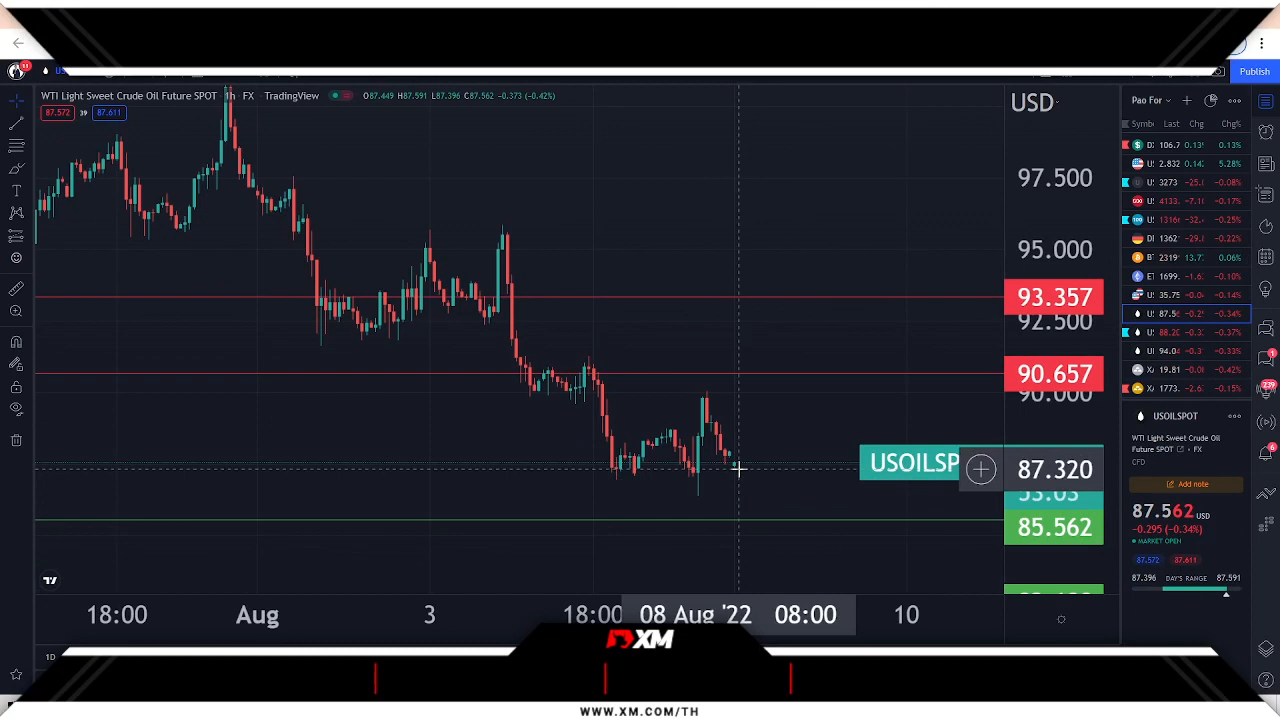 Publish
WTI Light Sweet Crude Oil Future SPOT · 1h · FX TradingView O87.449 H87.591 L87.396 C87.562 -0.373 (-0.42%)
87.572 39 87.611
USD
97.500
95.000
93.357
92.500
90.657
90.000
USOILSP
87.320
85.562
18:00 Aug 3 18:00 08 Aug '22 08:00 10
1D
Pao For
Symb Last Chg Chg%
106.7 0.13% 0.13%
2.832 0.142 5.28%
3273 -0.08%
4133. -7.10 -0.17%
1316 -32. -0.25%
1362 -29. -0.22%
2319 13.7 0.06%
1699. -1.6 -0.10%
35.75 -0.0 -0.14%
87.56 -0.29 -0.34%
88.20 -0.3 -0.37%
94.0 -0.3 -0.33%
19.81 -0.0 -0.42%
1773. -2.6 -0.15%
USOILSPOT
WTI Light Sweet Crude Oil
Future SPOT · FX
CFD
Add note
87.562 USD
-0.295 (-0.34%)
MARKET OPEN
87.572 87.611
87.396 DAY'S RANGE 87.591
239
XM
WWW.XM.COM/TH